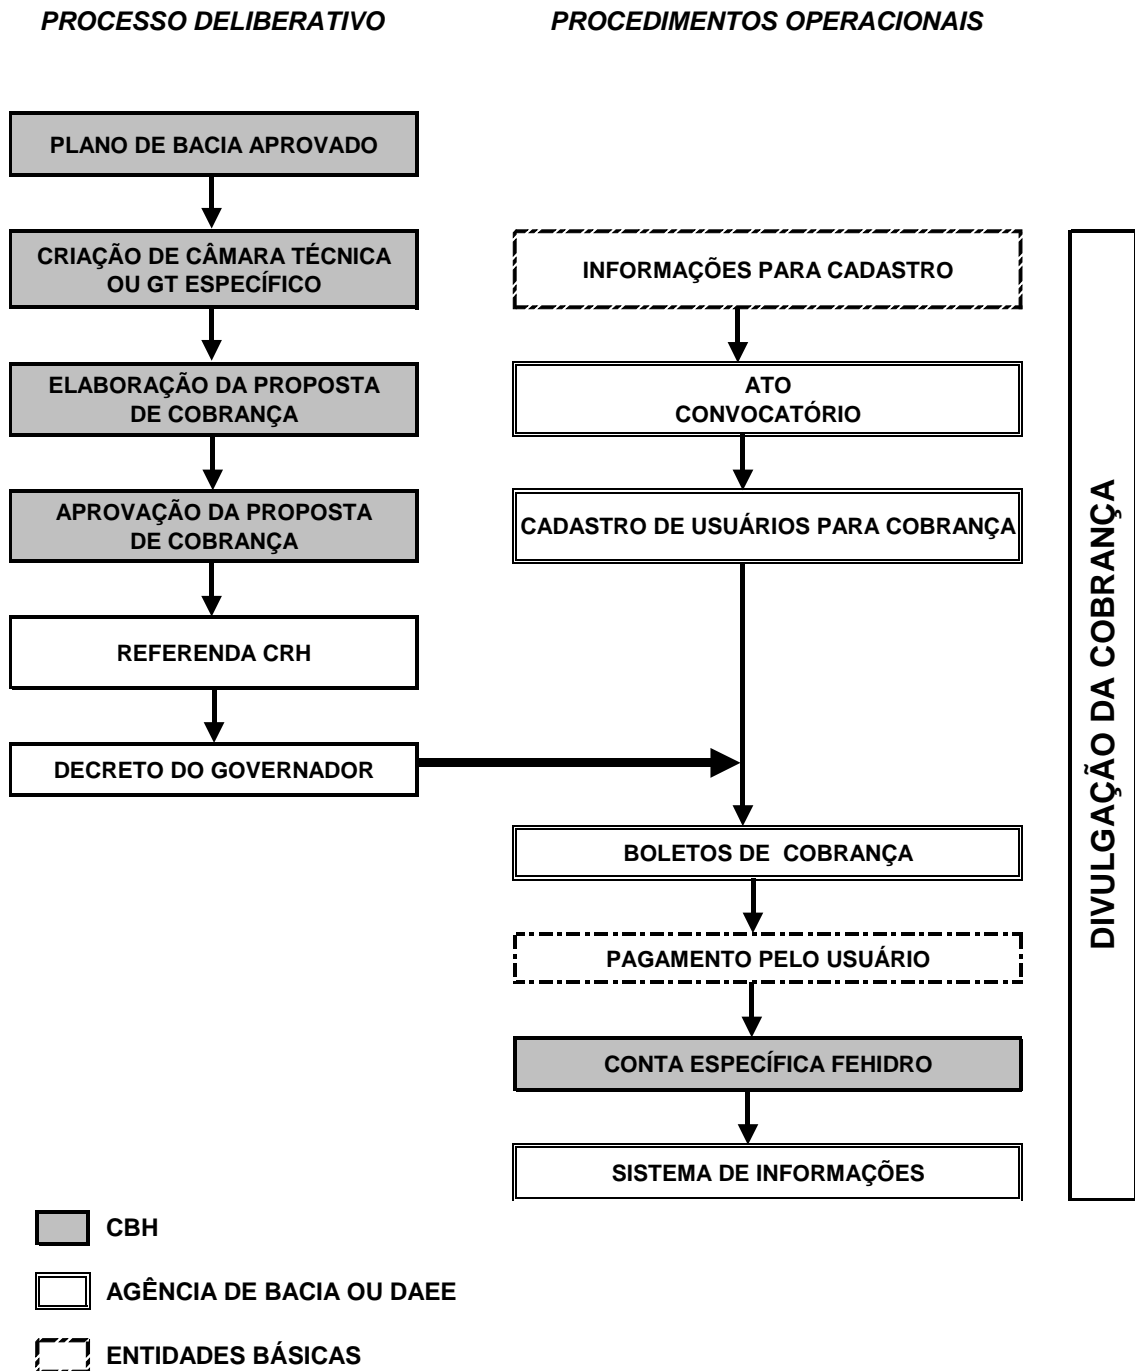 PROCESSO DELIBERATIVO
PROCEDIMENTOS OPERACIONAIS
PLANO DE BACIA APROVADO
CRIAÇÃO DE CÂMARA TÉCNICA
OU GT ESPECÍFICO
ELABORAÇÃO DA PROPOSTA
DE COBRANÇA
APROVAÇÃO DA PROPOSTA
DE COBRANÇA
REFERENDA CRH
DECRETO DO GOVERNADOR
INFORMAÇÕES PARA CADASTRO
ATO
CONVOCATÓRIO
CADASTRO DE USUÁRIOS PARA COBRANÇA
BOLETOS DE COBRANÇA
PAGAMENTO PELO USUÁRIO
CONTA ESPECÍFICA FEHIDRO
SISTEMA DE INFORMAÇÕES
DIVULGAÇÃO DA COBRANÇA
CBH
AGÊNCIA DE BACIA OU DAEE
ENTIDADES BÁSICAS